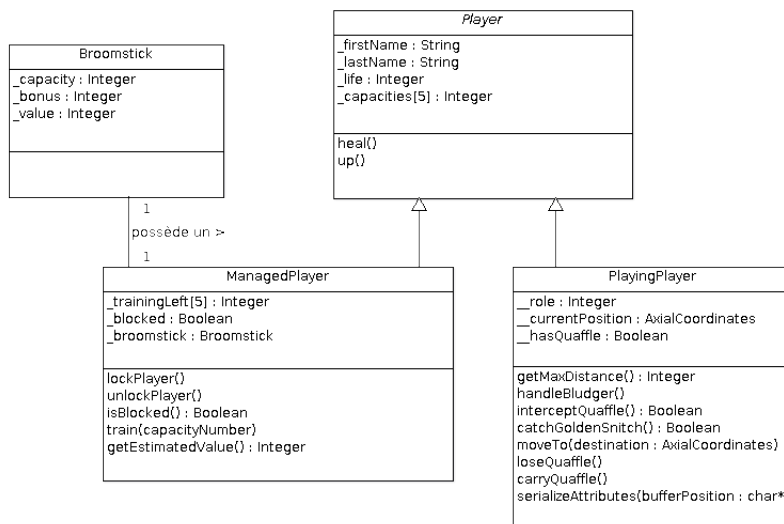 Player
_firstName : String
_lastName : String
_life : Integer
_capacities[5] : Integer
heal()
up()
Broomstick
_capacity : Integer
_bonus : Integer
_value : Integer
1
possède un >
1
ManagedPlayer
_trainingLeft[5] : Integer
_blocked : Boolean
_broomstick : Broomstick
lockPlayer()
unlockPlayer()
isBlocked() : Boolean
train(capacityNumber)
getEstimatedValue() : Integer
PlayingPlayer
__role : Integer
__currentPosition : AxialCoordinates
__hasQuaffle : Boolean
getMaxDistance() : Integer
handleBludger()
interceptQuaffle() : Boolean
catchGoldenSnitch() : Boolean
moveTo(destination : AxialCoordinates)
loseQuaffle()
carryQuaffle()
serializeAttributes(bufferPosition : char*